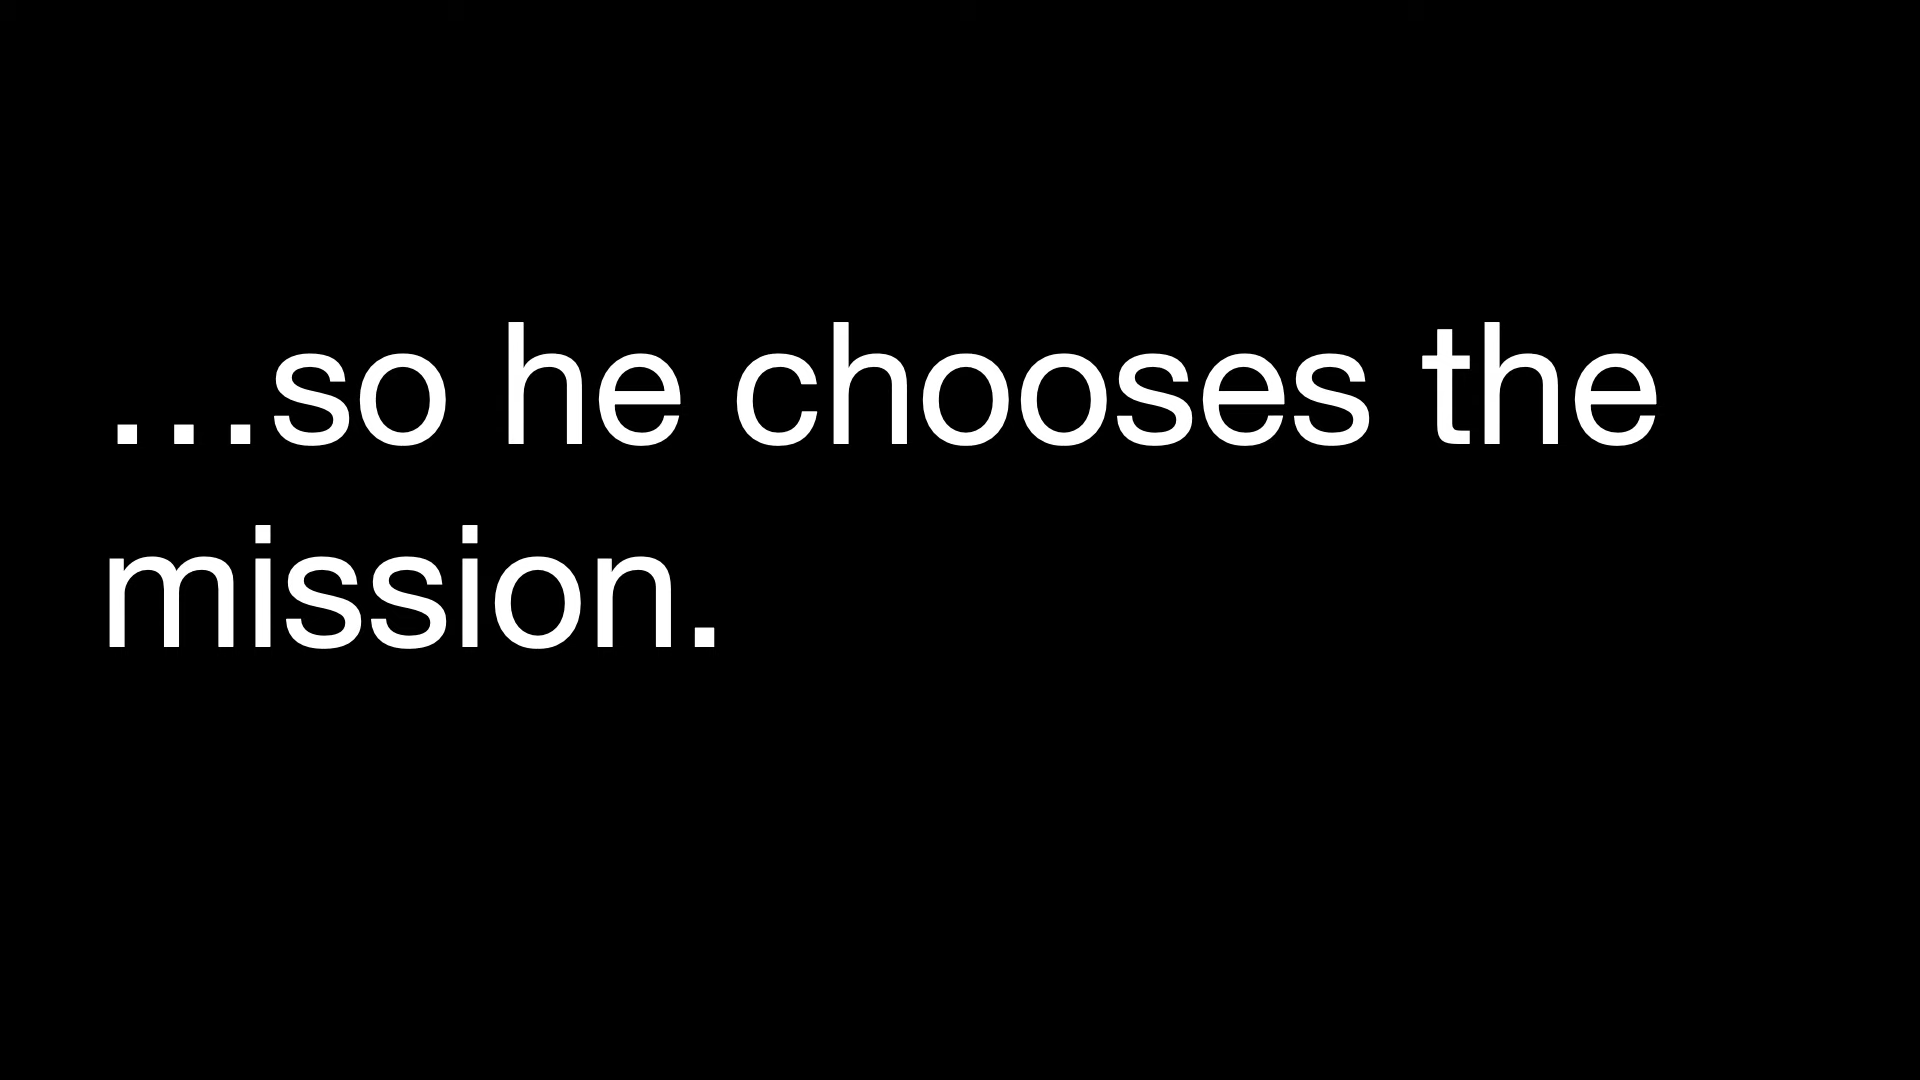 …so he chooses the
mission.